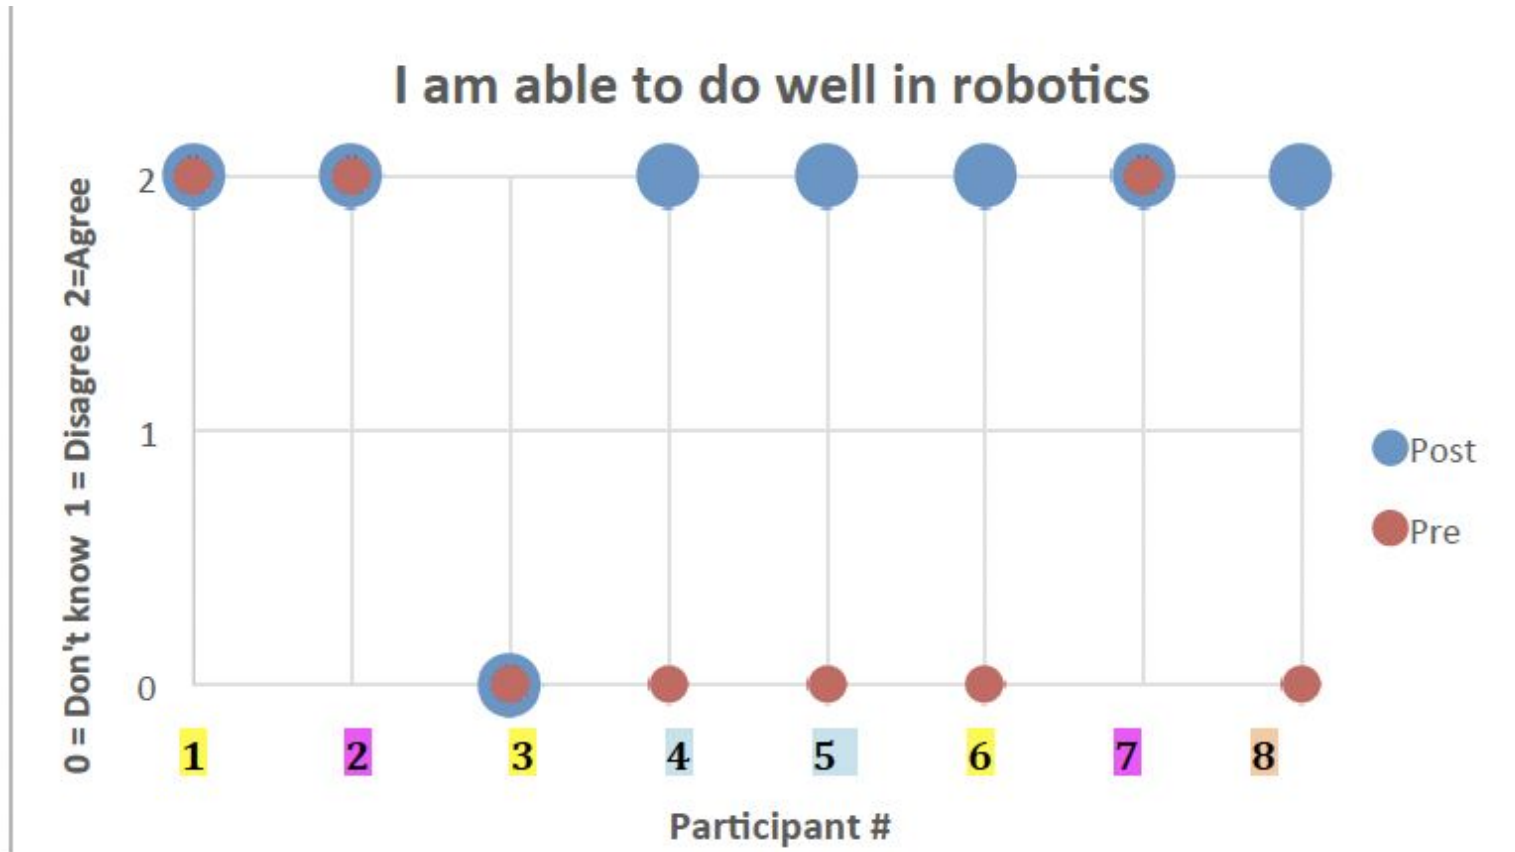 I am able to do well in robotics
0 = Don't know  1 = Disagree  2=Agree
2
1
0
Post
Pre
1 2 3 4 5 6 7 8
Participant #